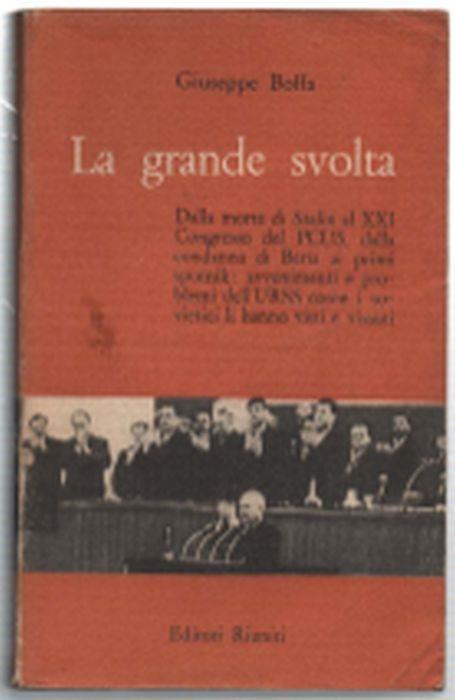 Giuseppe Boffa
La grande svolta
Dalla morte di Stalin al XXI
Congresso del PCUS, dalla
condanna di Beria ai primi
sputnik: avvenimenti e pro-
blemi dell'URSS come i so-
vietici li hanno visti e vissuti
Editori Riuniti